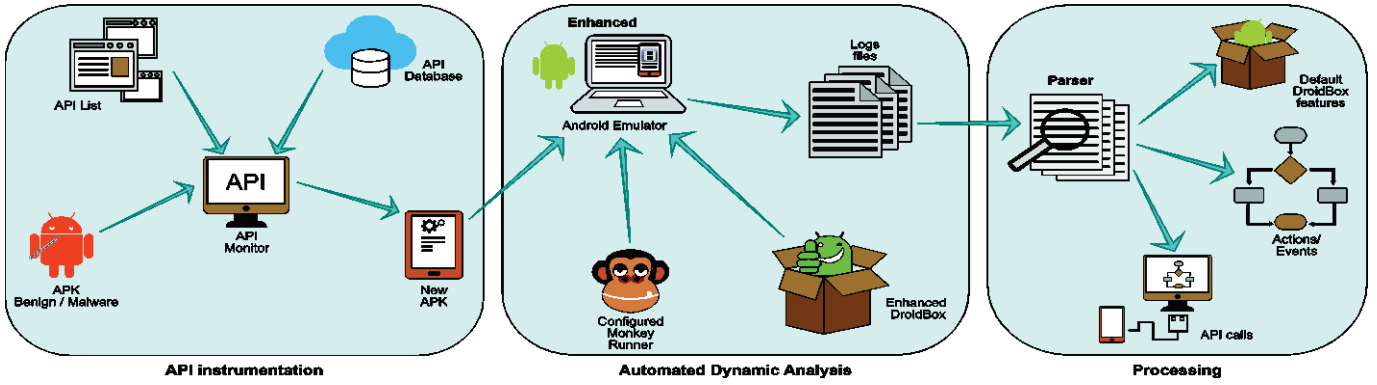 API List
API
Database
API
API
Monitor
APK
Benign / Malware
New
APK
API instrumentation
Enhanced
Android Emulator
Logs
files
Configured
Monkey
Runner
Enhanced
DroidBox
Automated Dynamic Analysis
Parser
Default
DroidBox
features
Actions/
Events
API calls
Processing